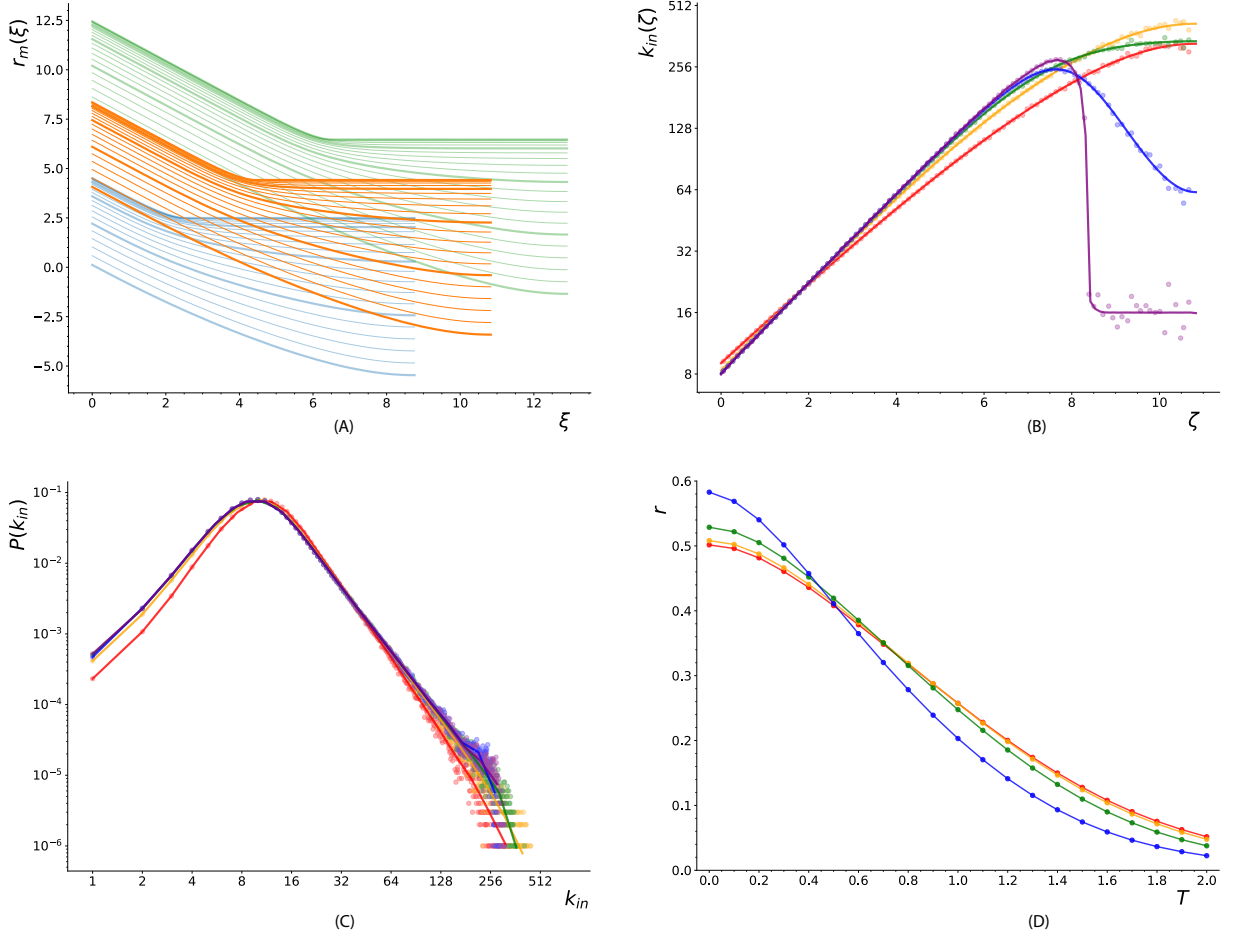 r_m(ξ)
12.5
10.0
7.5
5.0
2.5
0.0
−2.5
−5.0
0 2 4 6 8 10 12
ξ
(A)
k_in(ζ)
512
256
128
64
32
16
8
0 2 4 6 8 10
ζ
(B)
P(k_in)
10^−1
10^−2
10^−3
10^−4
10^−5
10^−6
1 2 4 8 16 32 64 128 256 512
k_in
(C)
r
0.6
0.5
0.4
0.3
0.2
0.1
0.0
0.0 0.2 0.4 0.6 0.8 1.0 1.2 1.4 1.6 1.8 2.0
T
(D)